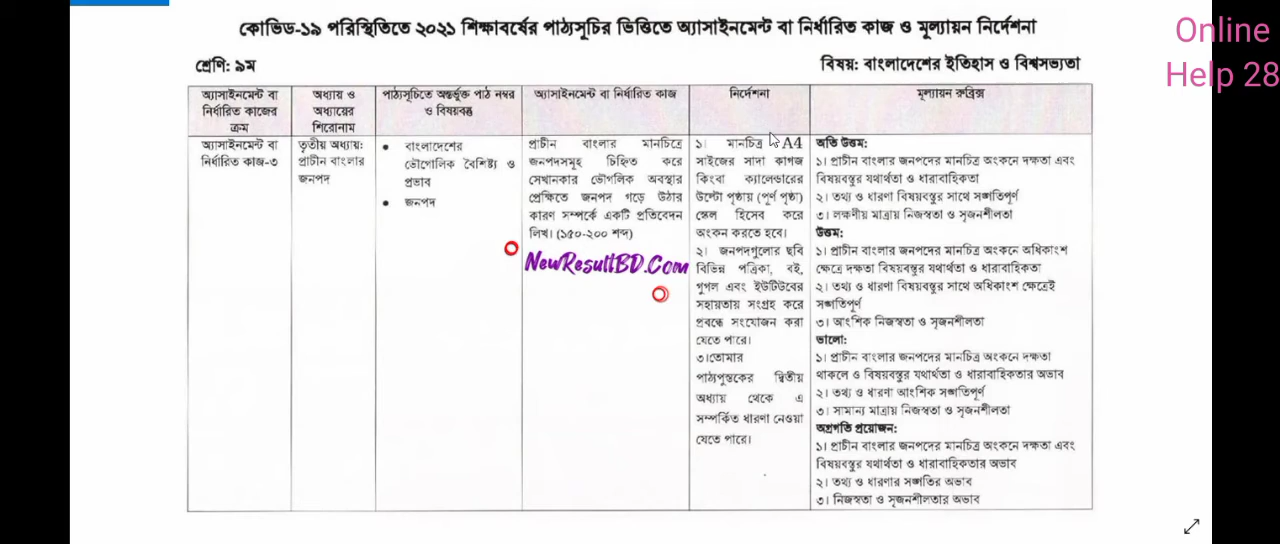 Online
Help 28
কোভিড-১৯ পরিস্থিতিতে ২০২১ শিক্ষাবর্ষের পাঠ্যসূচির ভিত্তিতে অ্যাসাইনমেন্ট বা নির্ধারিত কাজ ও মূল্যায়ন নির্দেশনা
শ্রেণি: ৯ম
বিষয়: বাংলাদেশের ইতিহাস ও বিশ্বসভ্যতা
অ্যাসাইনমেন্ট বা
নির্ধারিত কাজের
ক্রম
অধ্যায় ও
অধ্যায়ের
শিরোনাম
পাঠ্যসূচিতে অন্তর্ভুক্ত পাঠ নম্বর
ও বিষয়বস্তু
অ্যাসাইনমেন্ট বা নির্ধারিত কাজ
নির্দেশনা
মূল্যায়ন রুব্রিক্স
অ্যাসাইনমেন্ট বা
নির্ধারিত কাজ-৩
তৃতীয় অধ্যায়:
প্রাচীন বাংলার
জনপদ
• বাংলাদেশের
ভৌগোলিক বৈশিষ্ট্য ও
প্রভাব
• জনপদ
প্রাচীন বাংলার মানচিত্রে
জনপদসমূহ চিহ্নিত করে
সেখানকার ভৌগলিক অবস্থার
প্রেক্ষিতে জনপদ গড়ে উঠার
কারণ সম্পর্কে একটি প্রতিবেদন
লিখ। (১৫০-২০০ শব্দ)
NewResultBD.Com
১। মানচিত্র A4
সাইজের সাদা কাগজ
কিংবা ক্যালেন্ডারের
উল্টো পৃষ্ঠায় (পূর্ণ পৃষ্ঠা)
স্কেল হিসেব করে
অংকন করতে হবে।
২। জনপদগুলোর ছবি
বিভিন্ন পত্রিকা, বই,
গুগল এবং ইউটিউবের
সহায়তায় সংগ্রহ করে
প্রবন্ধে সংযোজন করা
যেতে পারে।
৩।তোমার
পাঠ্যপুস্তকের দ্বিতীয়
অধ্যায় থেকে এ
সম্পর্কিত ধারণা নেওয়া
যেতে পারে।
অতি উত্তম:
১। প্রাচীন বাংলার জনপদের মানচিত্র অংকনে দক্ষতা এবং
বিষয়বস্তুর যথার্থতা ও ধারাবাহিকতা
২। তথ্য ও ধারণা বিষয়বস্তুর সাথে সঙ্গতিপূর্ণ
৩। লক্ষণীয় মাত্রায় নিজস্বতা ও সৃজনশীলতা
উত্তম:
১। প্রাচীন বাংলার জনপদের মানচিত্র অংকনে অধিকাংশ
ক্ষেত্রে দক্ষতা বিষয়বস্তুর যথার্থতা ও ধারাবাহিকতা
২। তথ্য ও ধারণা বিষয়বস্তুর সাথে অধিকাংশ ক্ষেত্রেই
সঙ্গতিপূর্ণ
৩। আংশিক নিজস্বতা ও সৃজনশীলতা
ভালো:
১। প্রাচীন বাংলার জনপদের মানচিত্র অংকনে দক্ষতা
থাকলে ও বিষয়বস্তুর যথার্থতা ও ধারাবাহিকতার অভাব
২। তথ্য ও ধারণা আংশিক সঙ্গতিপূর্ণ
৩। সামান্য মাত্রায় নিজস্বতা ও সৃজনশীলতা
অগ্রগতি প্রয়োজন:
১। প্রাচীন বাংলার জনপদের মানচিত্র অংকনে দক্ষতা এবং
বিষয়বস্তুর যথার্থতা ও ধারাবাহিকতার অভাব
২। তথ্য ও ধারণার সঙ্গতির অভাব
৩। নিজস্বতা ও সৃজনশীলতার অভাব